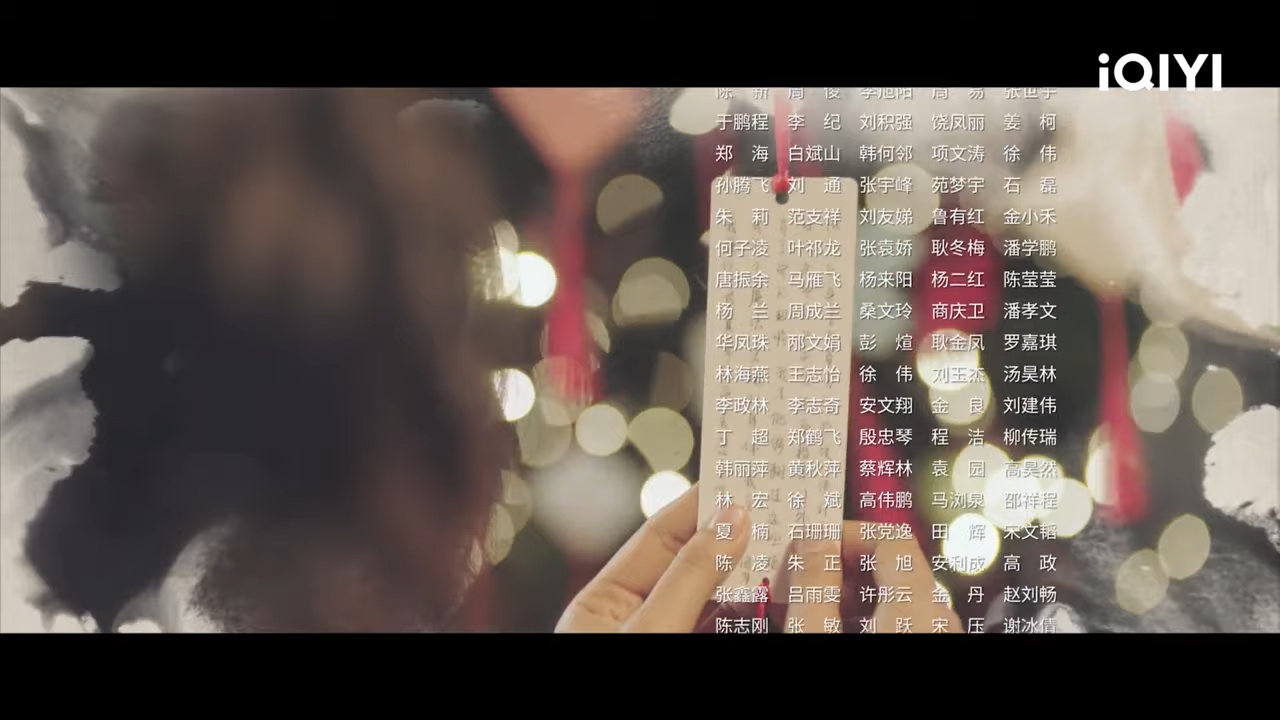 iQIYI
于鹏程 李 纪 刘积强 饶凤丽 姜 柯
郑 海 白斌山 韩何邻 项文涛 徐 伟
孙腾飞 刘 通 张宇峰 苑梦宇 石 磊
朱 莉 范支祥 刘友娣 鲁有红 金小禾
何子凌 叶祁龙 张袁娇 耿冬梅 潘学鹏
唐振余 马雁飞 杨来阳 杨二红 陈莹莹
杨 兰 周成兰 桑文玲 商庆卫 潘孝文
华凤珠 邴文娟 彭 煊 耿金凤 罗嘉琪
林海燕 王志怡 徐 伟 刘玉杰 汤昊林
李政林 李志奇 安文翔 金 良 刘建伟
丁 超 郑鹤飞 殷忠琴 程 洁 柳传瑞
韩丽萍 黄秋萍 蔡辉林 袁 园 高昊然
林 宏 徐 斌 高伟鹏 马浏泉 邵祥程
夏 楠 石珊珊 张党逸 田 辉 宋文韬
陈 凌 朱 正 张 旭 安利成 高 政
张鑫露 吕雨雯 许彤云 金 丹 赵刘畅
陈志刚 张 敏 刘 跃 宋 压 谢冰倩